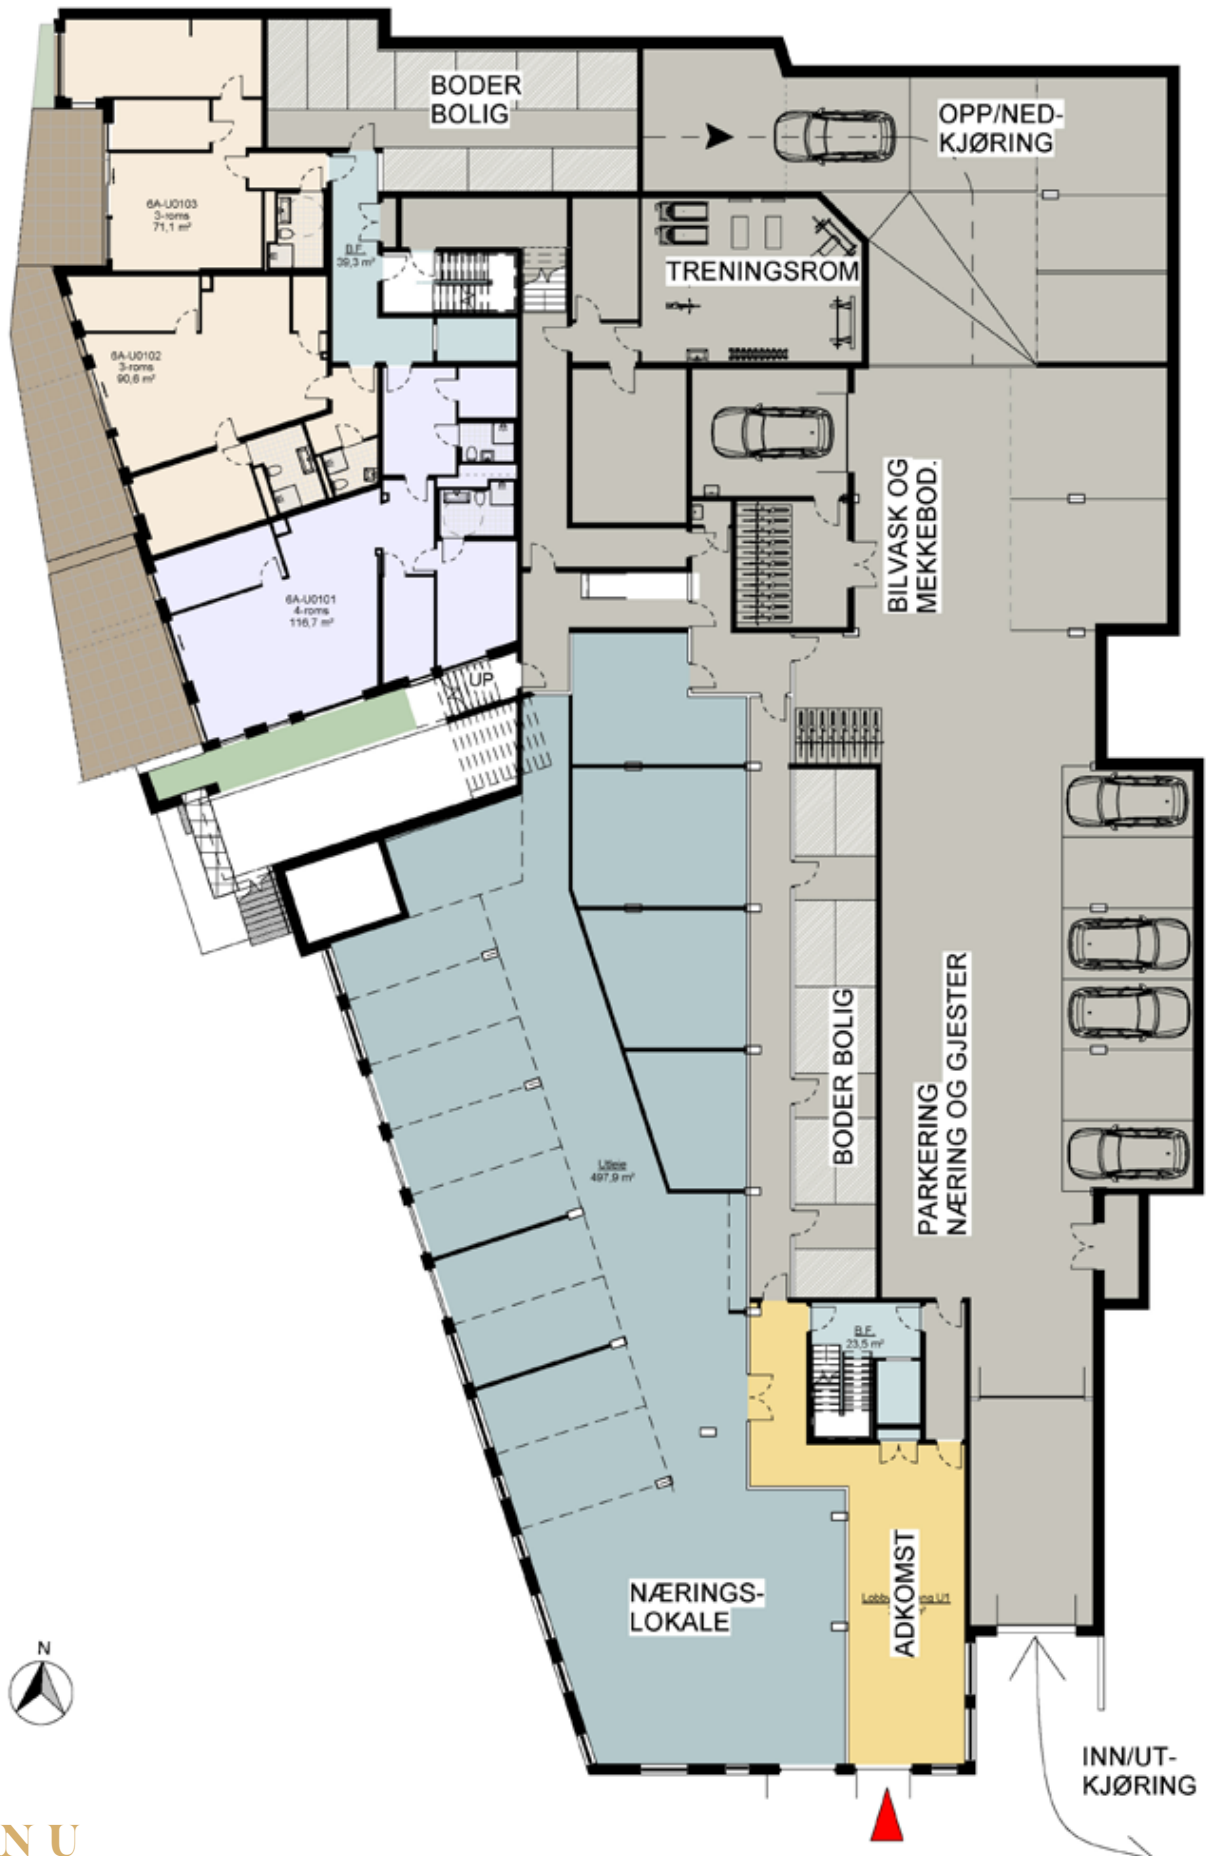 BODER
BOLIG
OPP/NED-
KJØRING
6A-U0103
3-roms
71,1 m²
B.F.
39,3 m²
TRENINGSROM
6A-U0102
3-roms
90,6 m²
BILVASK OG
MEKKEBOD.
6A-U0101
4-roms
116,7 m²
UP
BODER BOLIG
PARKERING
NÆRING OG GJESTER
Utleie
497,9 m²
B.F.
23,5 m²
NÆRINGS-
LOKALE
ADKOMST
U1
N
INN/UT-
KJØRING
NU